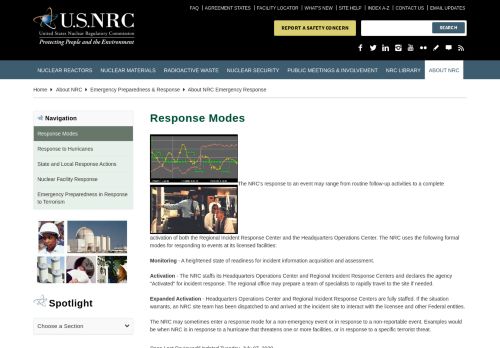 FAQ | AGREEMENT STATES | FACILITY LOCATOR | WHAT'S NEW | SITE HELP | INDEX A-Z | CONTACT US | EMAIL UPDATES
U.S.NRC
United States Nuclear Regulatory Commission
Protecting People and the Environment
REPORT A SAFETY CONCERN
SEARCH
NUCLEAR REACTORS NUCLEAR MATERIALS RADIOACTIVE WASTE NUCLEAR SECURITY PUBLIC MEETINGS & INVOLVEMENT NRC LIBRARY ABOUT NRC
Home About NRC Emergency Preparedness & Response About NRC Emergency Response
Navigation
Response Modes
Response to Hurricanes
State and Local Response Actions
Nuclear Facility Response
Emergency Preparedness in Response
to Terrorism
Spotlight
Choose a Section
Response Modes
The NRC's response to an event may range from routine follow-up activities to a complete
activation of both the Regional Incident Response Center and the Headquarters Operations Center. The NRC uses the following formal
modes for responding to events at its licensed facilities:
Monitoring - A heightened state of readiness for incident information acquisition and assessment.
Activation - The NRC staffs its Headquarters Operations Center and Regional Incident Response Centers and declares the agency
"Activated" for incident response. The regional office may prepare a team of specialists to rapidly travel to the site if needed.
Expanded Activation - Headquarters Operations Center and Regional Incident Response Centers are fully staffed. If the situation
warrants, an NRC site team has been dispatched to and arrived at the incident site to interact with the licensee and other Federal entities.
The NRC may sometimes enter a response mode for a non-emergency event or in response to a non-reportable event. Examples would
be when NRC is in response to a hurricane that threatens one or more facilities, or in response to a specific terrorist threat.